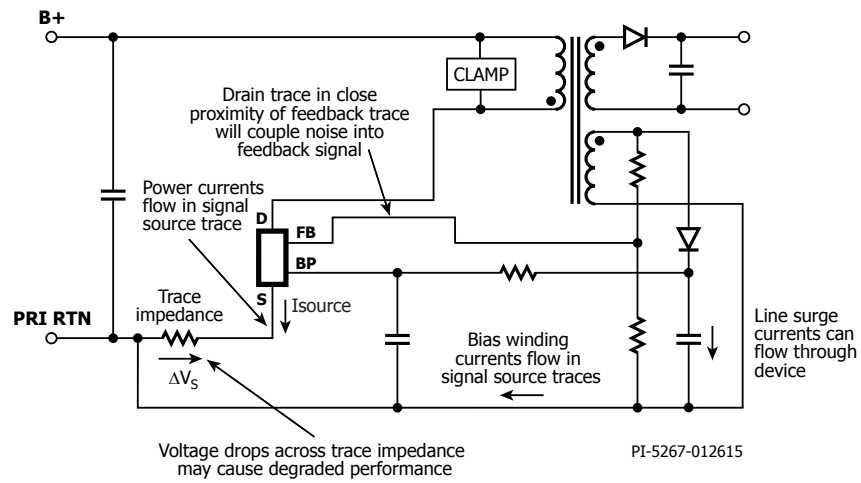 B+
CLAMP
Drain trace in close
proximity of feedback trace
will couple noise into
feedback signal
Power currents
flow in signal
source trace
D
FB
BP
S
Isource
Trace
impedance
PRI RTN
ΔVS
Bias winding
currents flow in
signal source traces
Line surge
currents can
flow through
device
Voltage drops across trace impedance
may cause degraded performance
PI-5267-012615